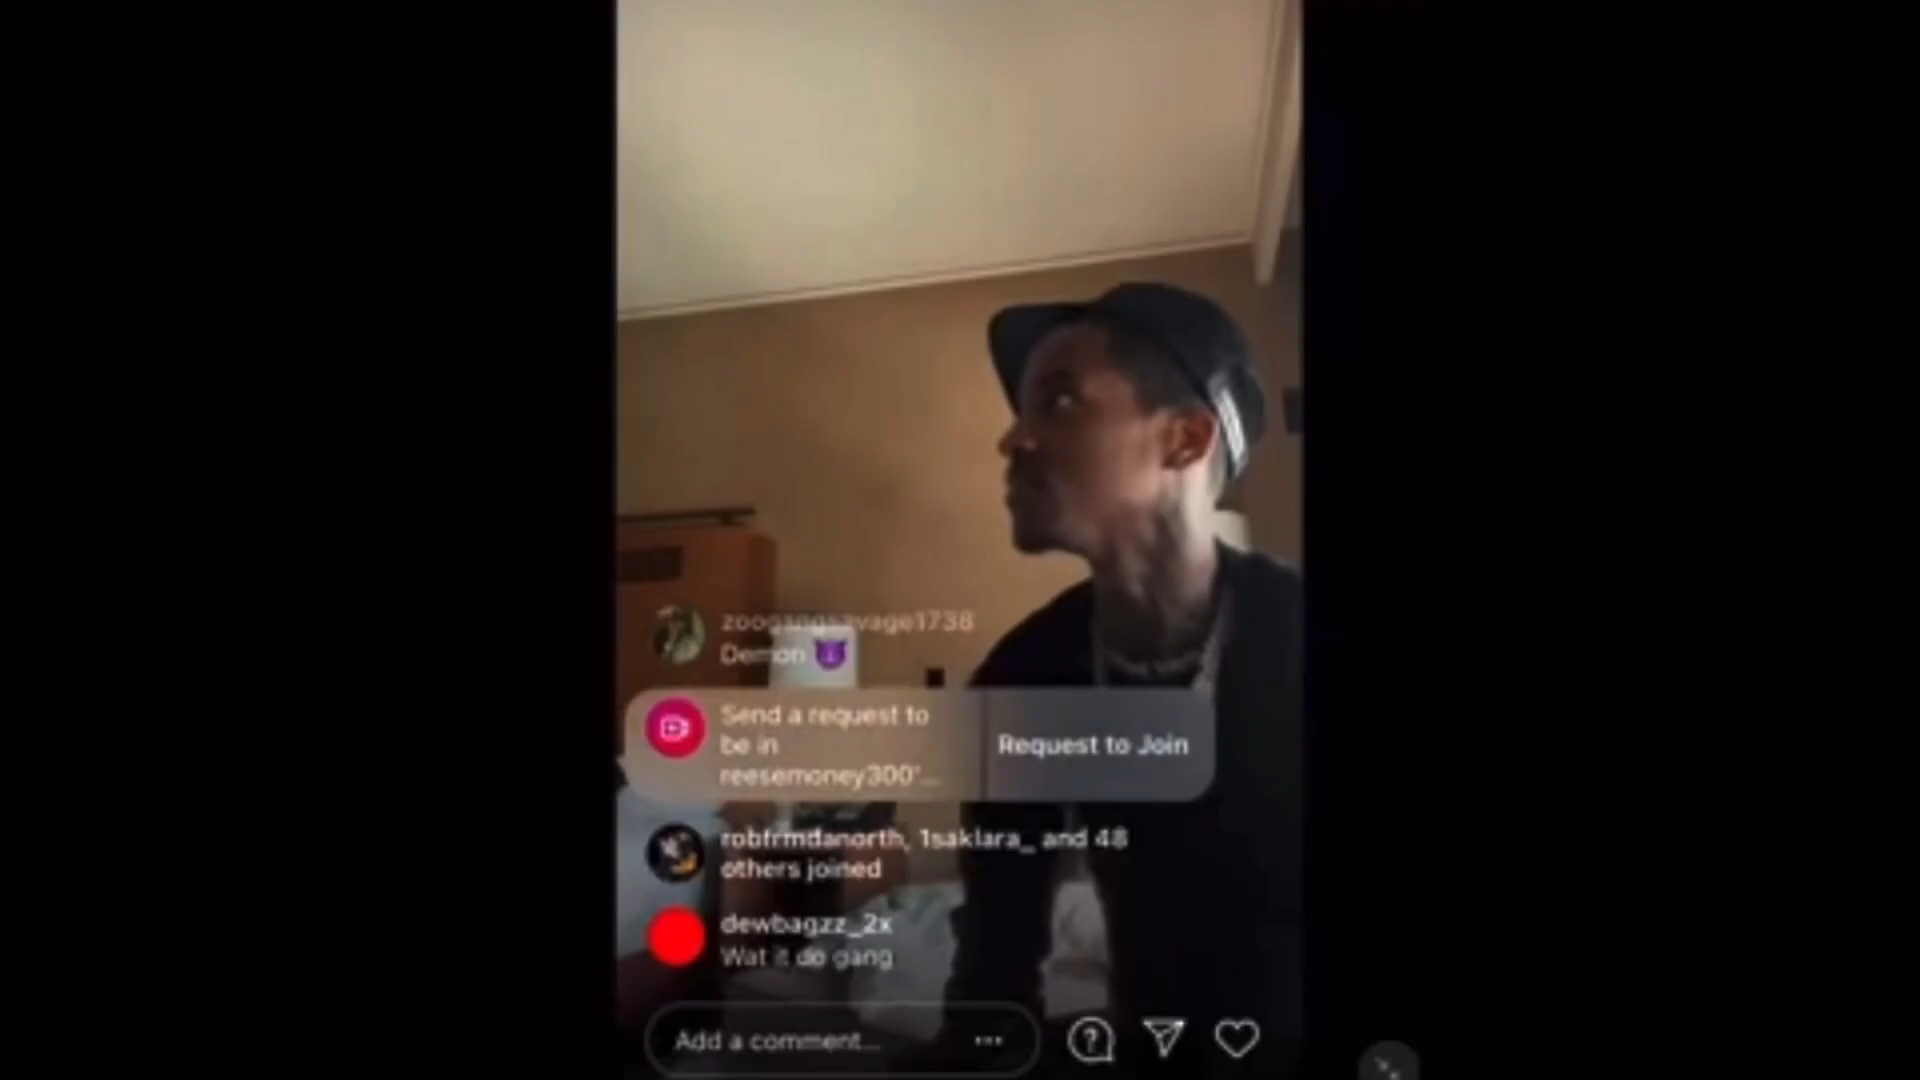 zoogangsavage1738
Demon 😈
Send a request to
be in
reesemoney300'...
Request to Join
robfrmdanorth, 1saklara_ and 48
others joined
dewbagzz_2x
Wat it do gang
Add a comment...